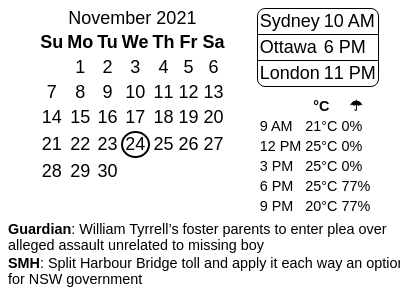 November 2021
Su Mo Tu We Th Fr Sa
1 2 3 4 5 6
7 8 9 10 11 12 13
14 15 16 17 18 19 20
21 22 23 24 25 26 27
28 29 30
Sydney 10 AM
Ottawa 6 PM
London 11 PM
°C ☂
9 AM 21°C 0%
12 PM 25°C 0%
3 PM 25°C 0%
6 PM 25°C 77%
9 PM 20°C 77%
Guardian: William Tyrrell's foster parents to enter plea over
alleged assault unrelated to missing boy
SMH: Split Harbour Bridge toll and apply it each way an optio
for NSW government